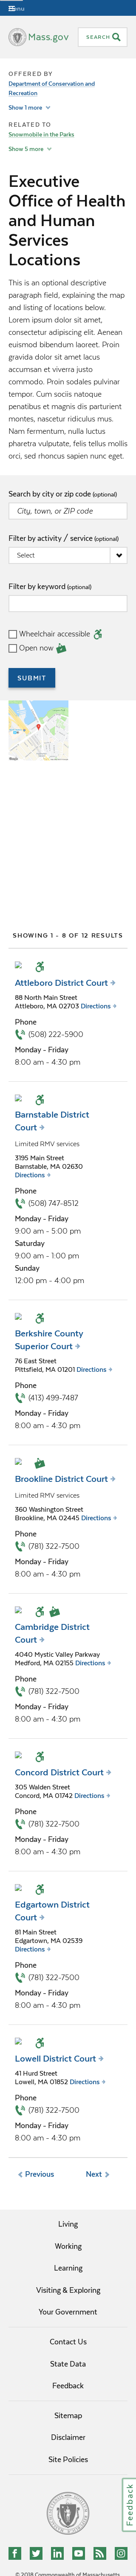 Menu
Mass.gov
SEARCH
OFFERED BY
Department of Conservation and
Recreation
Show 1 more
RELATED TO
Snowmobile in the Parks
Show 5 more
Executive
Office of Health
and Human
Services
Locations
This is an optional descriptive
paragraph field, explaining the map
and listing of locations below.
Lorem ipsum dolor sit amet,
consectetur adipiscing elit. Aenean
euismod bibendum laoreet. Proin
gravida dolor sit amet lacus
accumsan et viverra justo
commodo. Proin sodales pulvinar
tempor. Cum sociis natoque
penatibus et magnis dis parturient
montes, nascetur ridiculus mus.
Nam fermentum, nulla luctus
pharetra vulputate, felis tellus mollis
orci, sed rhoncus sapien nunc eget.
Search by city or zip code (optional)
City, town, or ZIP code
Filter by activity / service (optional)
Select
Filter by keyword (optional)
Wheelchair accessible
Open now
SUBMIT
SHOWING 1 - 8 OF 12 RESULTS
Attleboro District Court
88 North Main Street
Attleboro, MA 02703 Directions
Phone
(508) 222-5900
Monday - Friday
8:00 am - 4:30 pm
Barnstable District
Court
Limited RMV services
3195 Main Street
Barnstable, MA 02630
Directions
Phone
(508) 747-8512
Monday - Friday
9:00 am - 5:00 pm
Saturday
9:00 am - 1:00 pm
Sunday
12:00 pm - 4:00 pm
Berkshire County
Superior Court
76 East Street
Pittsfield, MA 01201 Directions
Phone
(413) 499-7487
Monday - Friday
8:00 am - 4:30 pm
Brookline District Court
Limited RMV services
360 Washington Street
Brookline, MA 02445 Directions
Phone
(781) 322-7500
Monday - Friday
8:00 am - 4:30 pm
Cambridge District
Court
4040 Mystic Valley Parkway
Medford, MA 02155 Directions
Phone
(781) 322-7500
Monday - Friday
8:00 am - 4:30 pm
Concord District Court
305 Walden Street
Concord, MA 01742 Directions
Phone
(781) 322-7500
Monday - Friday
8:00 am - 4:30 pm
Edgartown District
Court
81 Main Street
Edgartown, MA 02539
Directions
Phone
(781) 322-7500
Monday - Friday
8:00 am - 4:30 pm
Lowell District Court
41 Hurd Street
Lowell, MA 01852 Directions
Phone
(781) 322-7500
Monday - Friday
8:00 am - 4:30 pm
Previous
Next
Living
Working
Learning
Visiting & Exploring
Your Government
Contact Us
State Data
Feedback
Sitemap
Disclaimer
Site Policies
Feedback
© 2018 Commonwealth of Massachusetts.